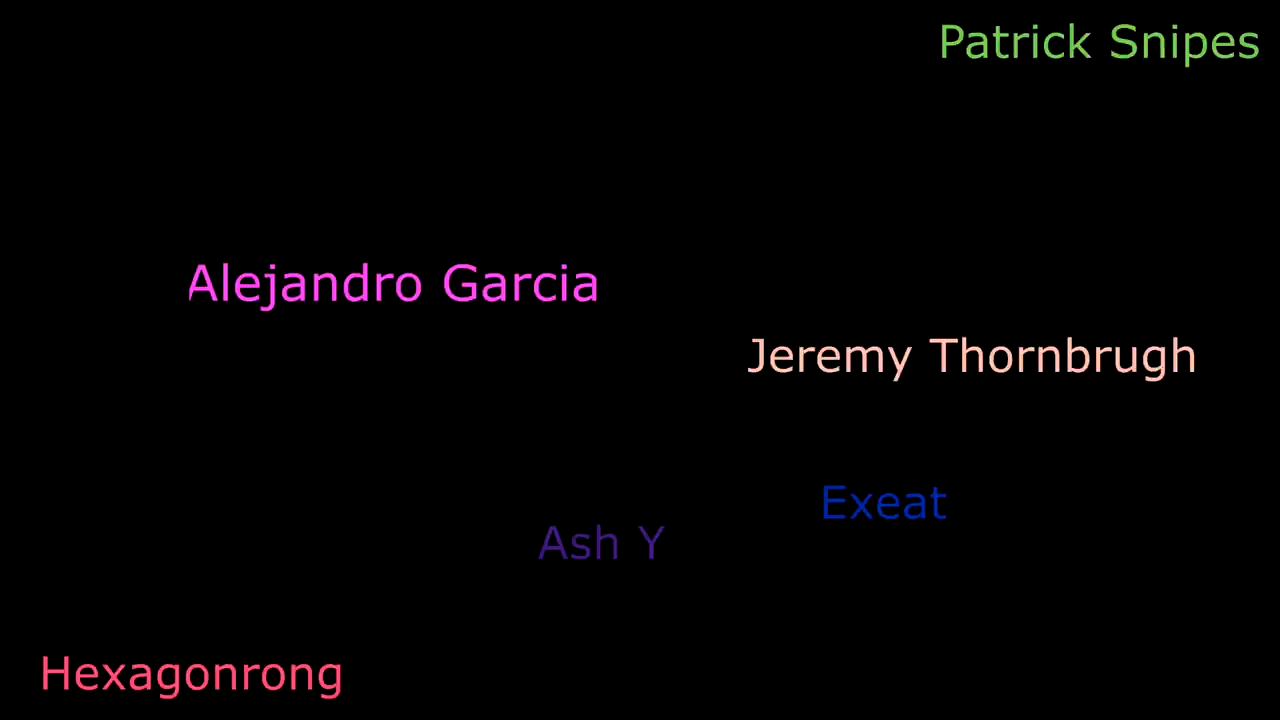 Patrick Snipes
Alejandro Garcia
Jeremy Thornbrugh
Exeat
Ash Y
Hexagonrong